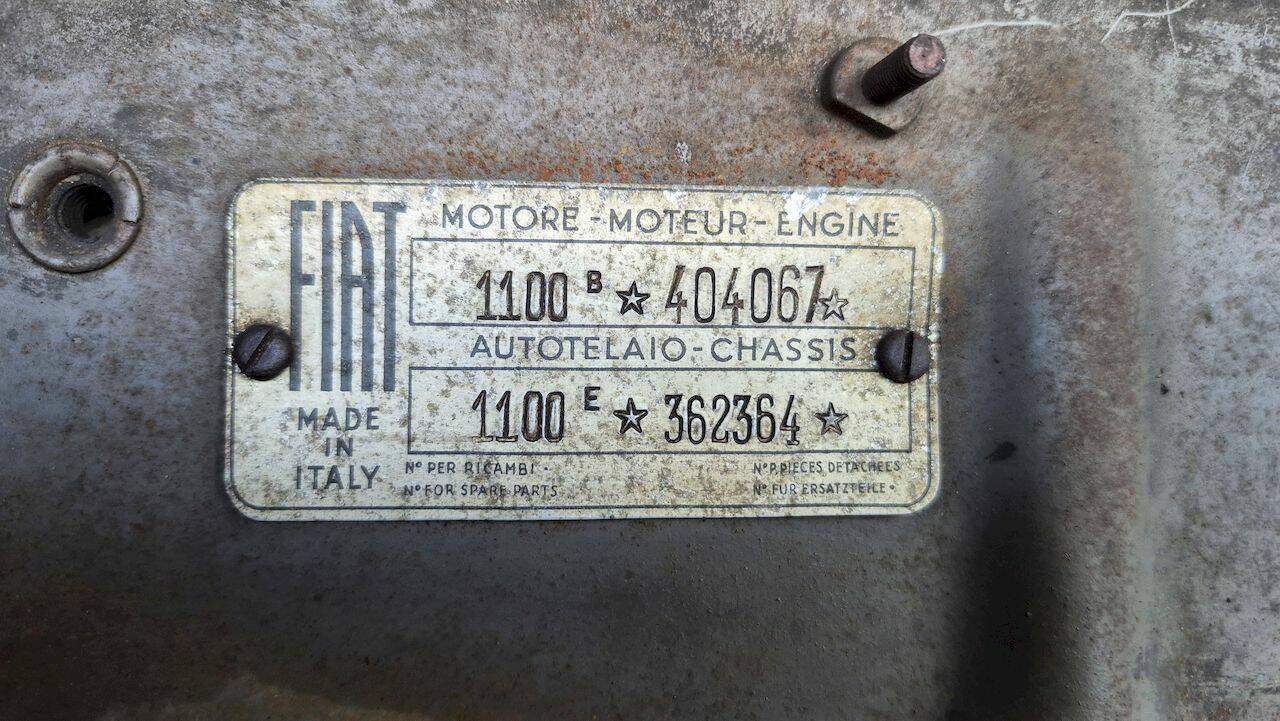 FIAT
MADE
IN
ITALY
MOTORE - MOTEUR - ENGINE
1100 B ☆ 404067 ☆
AUTOTELAIO - CHASSIS
1100 E ☆ 362364 ☆
Nº PER RICAMBI · Nº P. PIECES DETACHEES
Nº FOR SPARE PARTS Nº FUR ERSATZTEILE ·